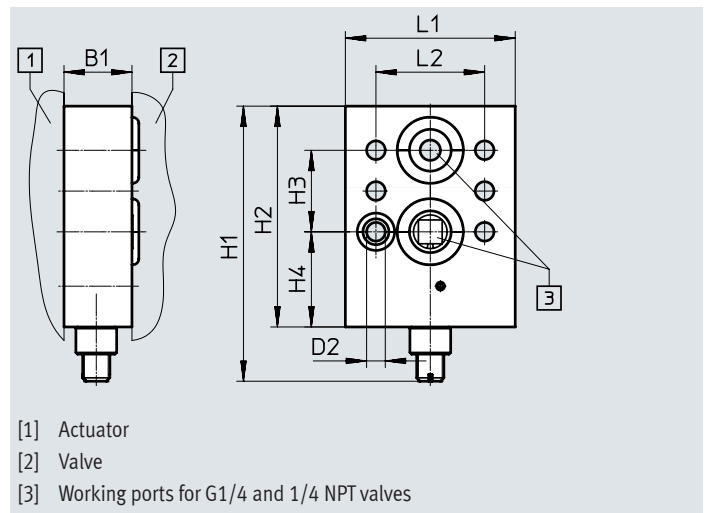 L1
1
B1
2
L2
H1
H2
H3
H4
D2
3
[1] Actuator
[2] Valve
[3] Working ports for G1/4 and 1/4 NPT valves